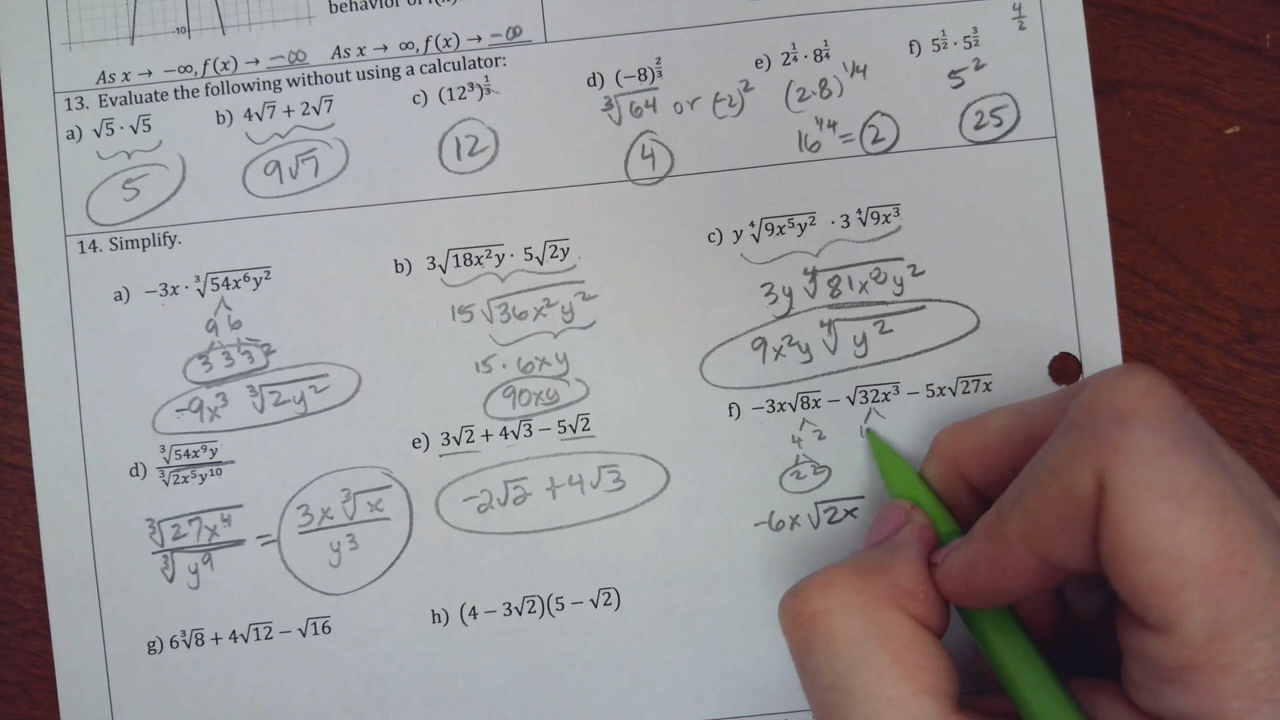 -10
behavior of f(x).
As x → −∞, f(x) → -∞ As x → ∞, f(x) → -∞
13. Evaluate the following without using a calculator:
a) √5 · √5
5
b) 4√7 + 2√7
9√7
c) (12³)^(1/3)
12
d) (−8)^(2/3)
∛64 or (-2)²
4
e) 2^(1/4) · 8^(1/4)
(2·8)^(1/4)
16^(1/4) = 2
f) 5^(1/2) · 5^(3/2)
4/2
5²
25
14. Simplify.
a) −3x · ∛(54x⁶y²)
9 6
3 3 3 2
-9x³ ∛(2y²)
b) 3√(18x²y) · 5√(2y)
15√(36x²y²)
15·6xy
90xy
c) y ∜(9x⁵y²) · 3 ∜(9x³)
3y ∜(81x⁸y²)
9x²y ∜(y²)
d) ∛(54x⁹y) / ∛(2x⁵y¹⁰)
∛(27x⁴) / ∛(y⁹) = 3x ∛x / y³
e) 3√2 + 4√3 − 5√2
-2√2 + 4√3
f) −3x√(8x) − √(32x³) − 5x√(27x)
4 2
2 2
-6x√(2x)
g) 6∛8 + 4√12 − √16
h) (4 − 3√2)(5 − √2)